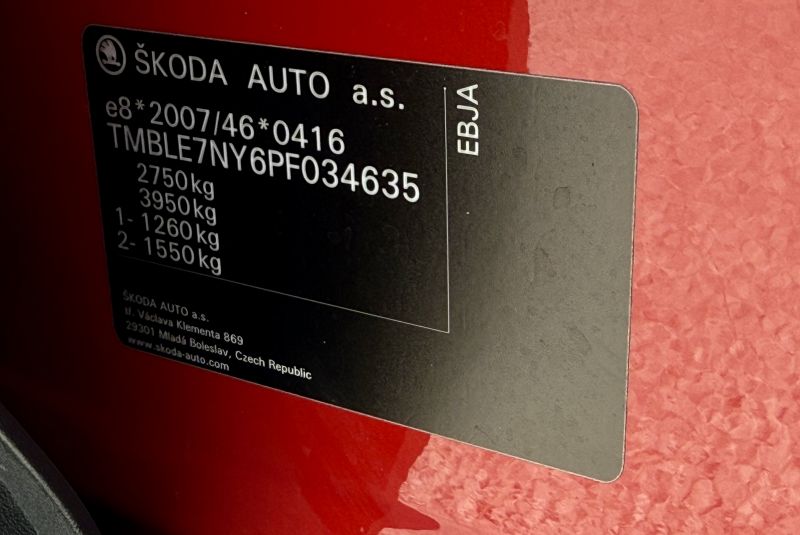 ŠKODA AUTO a.s.
e8*2007/46*0416
TMBLE7NY6PF034635
2750kg
3950kg
1- 1260kg
2- 1550kg
EBJA
ŠKODA AUTO a.s.
tř. Václava Klementa 869
29301 Mladá Boleslav, Czech Republic
www.skoda-auto.com